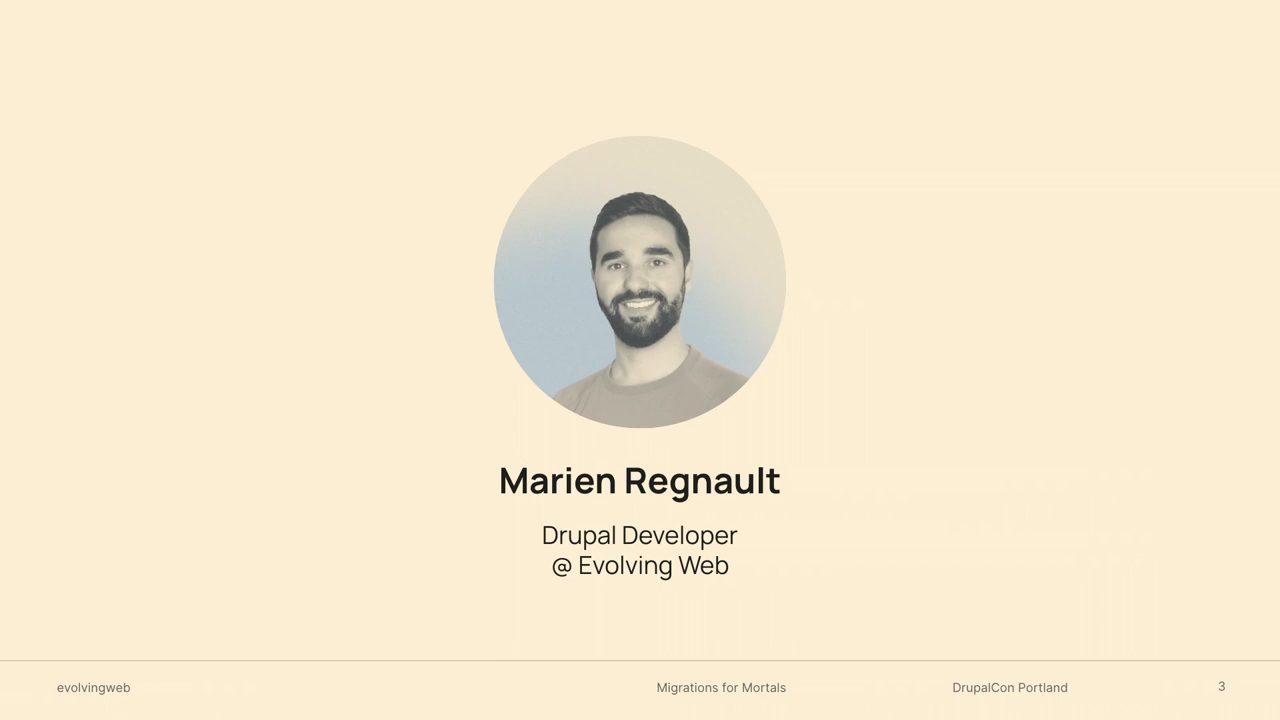 Marien Regnault
Drupal Developer
@ Evolving Web
evolvingweb
Migrations for Mortals
DrupalCon Portland
3